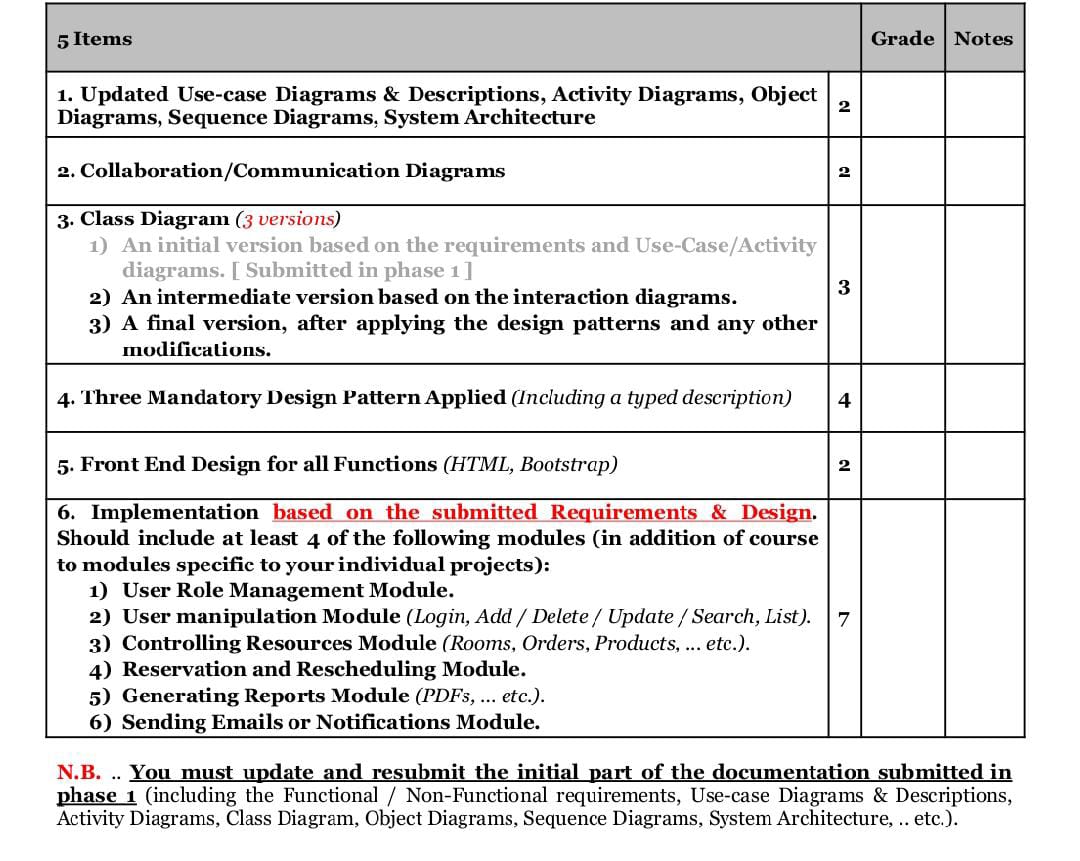 5 Items Grade Notes
1. Updated Use-case Diagrams & Descriptions, Activity Diagrams, Object
Diagrams, Sequence Diagrams, System Architecture
2
2. Collaboration/Communication Diagrams
2
3. Class Diagram (3 versions)
1) An initial version based on the requirements and Use-Case/Activity
diagrams. [ Submitted in phase 1 ]
2) An intermediate version based on the interaction diagrams.
3) A final version, after applying the design patterns and any other
modifications.
3
4. Three Mandatory Design Pattern Applied (Including a typed description)
4
5. Front End Design for all Functions (HTML, Bootstrap)
2
6. Implementation based on the submitted Requirements & Design.
Should include at least 4 of the following modules (in addition of course
to modules specific to your individual projects):
1) User Role Management Module.
2) User manipulation Module (Login, Add / Delete / Update / Search, List).
3) Controlling Resources Module (Rooms, Orders, Products, ... etc.).
4) Reservation and Rescheduling Module.
5) Generating Reports Module (PDFs, ... etc.).
6) Sending Emails or Notifications Module.
7
N.B. .. You must update and resubmit the initial part of the documentation submitted in
phase 1 (including the Functional / Non-Functional requirements, Use-case Diagrams & Descriptions,
Activity Diagrams, Class Diagram, Object Diagrams, Sequence Diagrams, System Architecture, .. etc.).